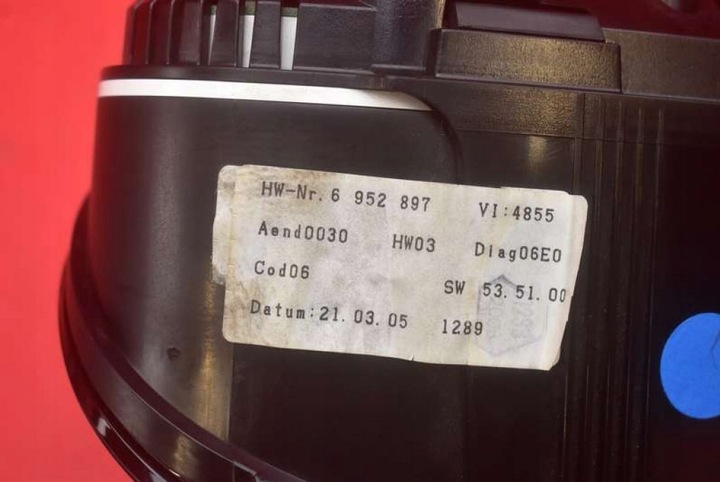 HW-Nr. 6 952 897 VI:4855
Aend0030 HW03 Diag06E0
Cod06 SW 53.51.00
Datum:21.03.05 1289